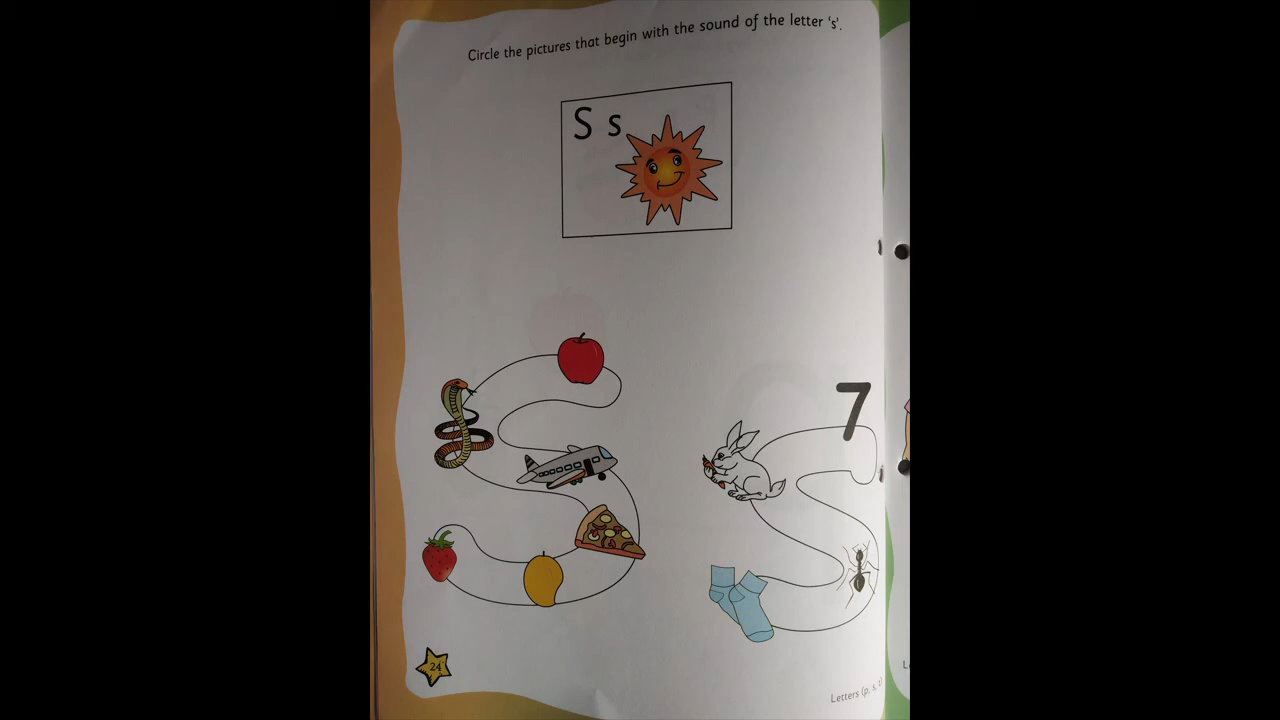 Circle the pictures that begin with the sound of the letter 's'.
S s
7
24
Letters (p, s, t)